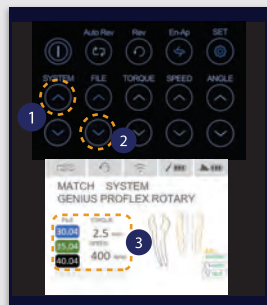 Auto Rev Rev En-Ap SET
SYSTEM FILE TORQUE SPEED ANGLE
1
2
MATCH SYSTEM
GENIUS PROFLEX ROTARY
FILE TORQUE:
30.04 2.5
35.04 SPEED:
40.04 400
3